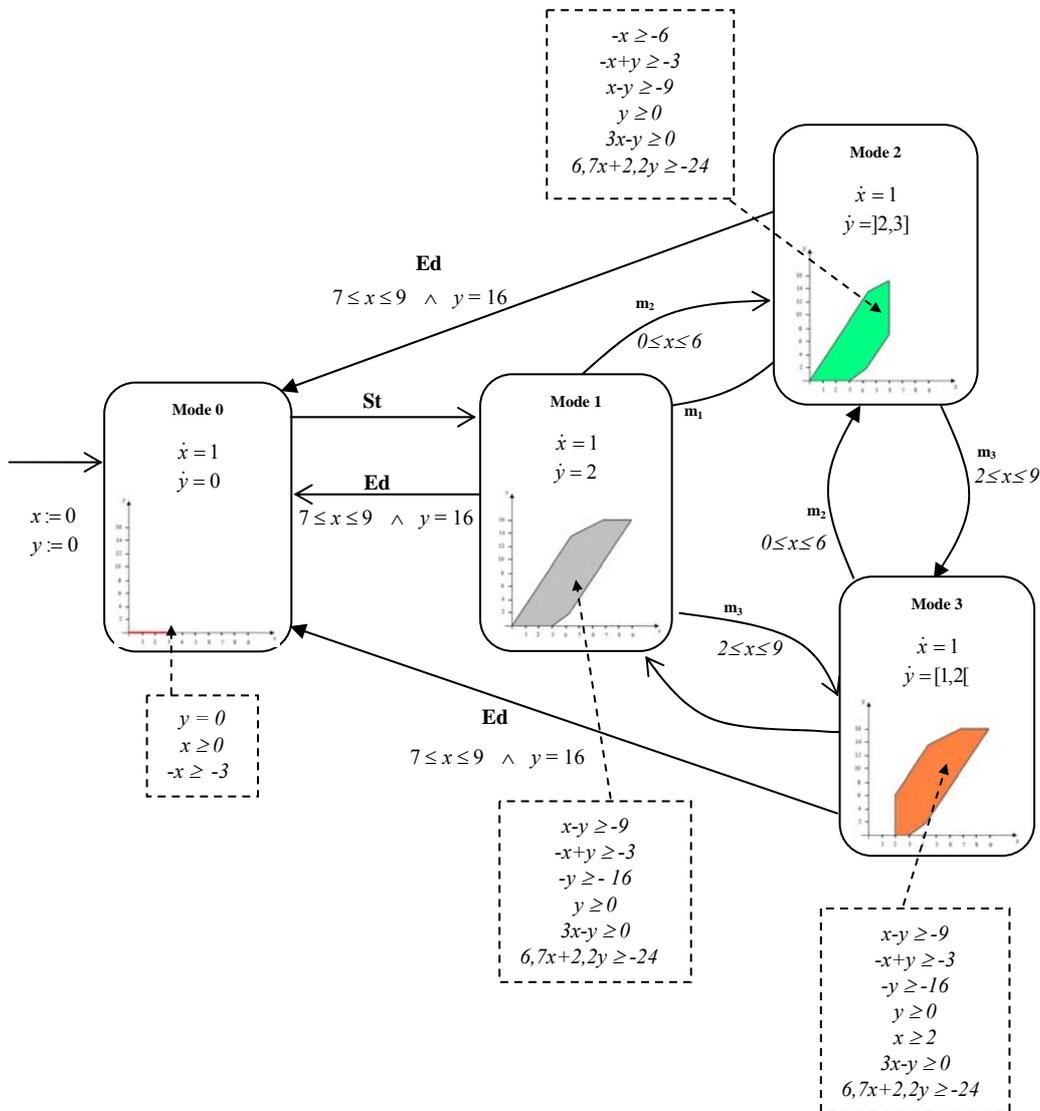 -x ≥ -6
-x+y ≥ -3
x-y ≥ -9
y ≥ 0
3x-y ≥ 0
6,7x+2,2y ≥ -24
Mode 2
ẋ = 1
ẏ =]2,3]
Ed
7 ≤ x ≤ 9 ∧ y = 16
m₂
0≤x≤6
m₁
Mode 0
ẋ = 1
ẏ = 0
St
Mode 1
ẋ = 1
ẏ = 2
Ed
7 ≤ x ≤ 9 ∧ y = 16
x := 0
y := 0
m₃
2≤x≤9
m₂
0≤x≤6
Mode 3
ẋ = 1
ẏ = [1,2[
m₃
2≤x≤9
Ed
7 ≤ x ≤ 9 ∧ y = 16
y = 0
x ≥ 0
-x ≥ -3
x-y ≥ -9
-x+y ≥ -3
-y ≥ - 16
y ≥ 0
3x-y ≥ 0
6,7x+2,2y ≥ -24
x-y ≥ -9
-x+y ≥ -3
-y ≥ -16
y ≥ 0
x ≥ 2
3x-y ≥ 0
6,7x+2,2y ≥ -24